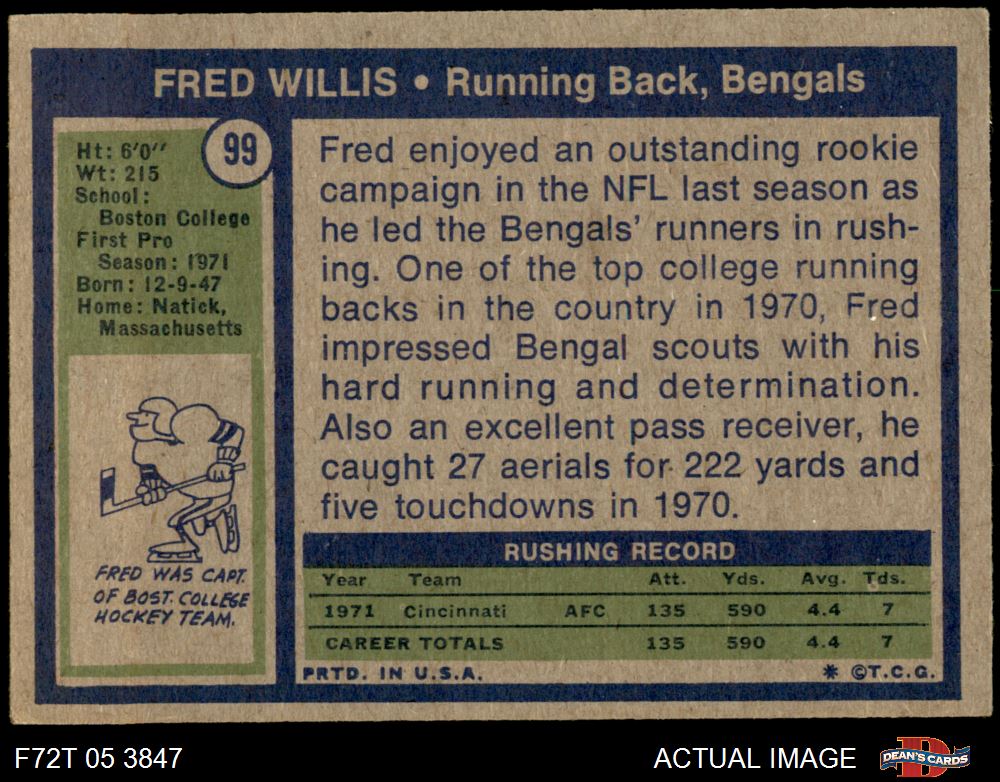 FRED WILLIS • Running Back, Bengals
99
Ht: 6'0''
Wt: 215
School:
Boston College
First Pro
Season: 1971
Born: 12-9-47
Home: Natick,
Massachusetts
FRED WAS CAPT.
OF BOST. COLLEGE
HOCKEY TEAM.
Fred enjoyed an outstanding rookie
campaign in the NFL last season as
he led the Bengals' runners in rush-
ing. One of the top college running
backs in the country in 1970, Fred
impressed Bengal scouts with his
hard running and determination.
Also an excellent pass receiver, he
caught 27 aerials for 222 yards and
five touchdowns in 1970.
RUSHING RECORD
Year Team Att. Yds. Avg. Tds.
1971 Cincinnati AFC 135 590 4.4 7
CAREER TOTALS 135 590 4.4 7
PRTD. IN U.S.A. * ©T.C.G.
F72T 05 3847 ACTUAL IMAGE DEAN'S CARDS